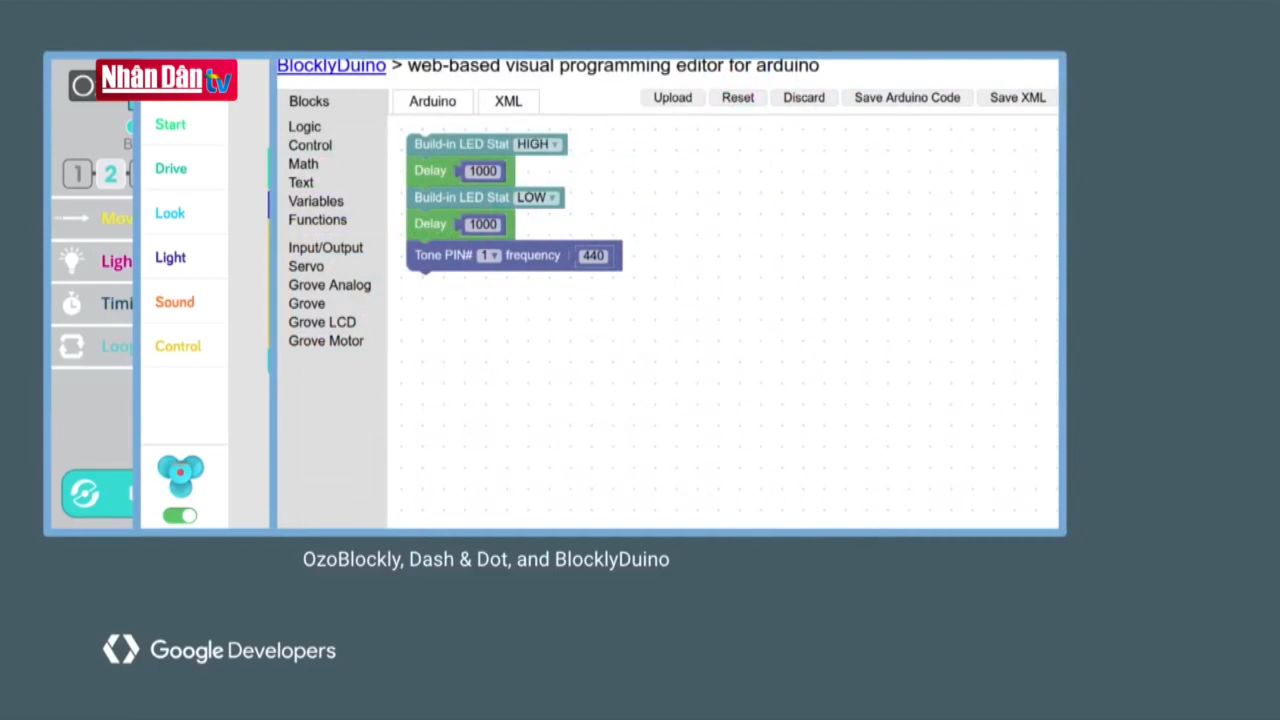 Nhân Dân tv
BlocklyDuino > web-based visual programming editor for arduino
1 2
Start
Drive
Look
Light
Sound
Control
Blocks
Logic
Control
Math
Text
Variables
Functions
Input/Output
Servo
Grove Analog
Grove
Grove LCD
Grove Motor
Arduino XML
Upload Reset Discard Save Arduino Code Save XML
Build-in LED Stat HIGH
Delay 1000
Build-in LED Stat LOW
Delay 1000
Tone PIN# 1 frequency 440
OzoBlockly, Dash & Dot, and BlocklyDuino
Google Developers